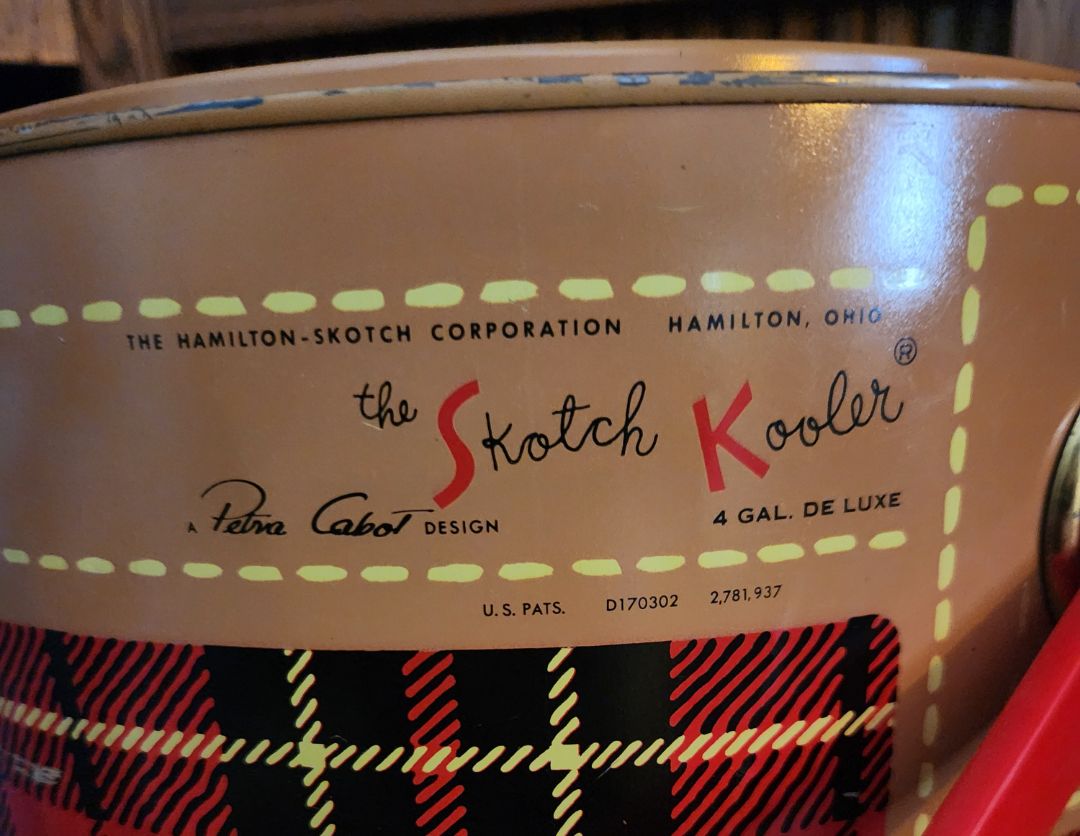 THE HAMILTON-SKOTCH CORPORATION HAMILTON, OHIO
the Skotch Kooler®
A Petra Cabot DESIGN 4 GAL. DE LUXE
U.S. PATS. D170302 2,781,937